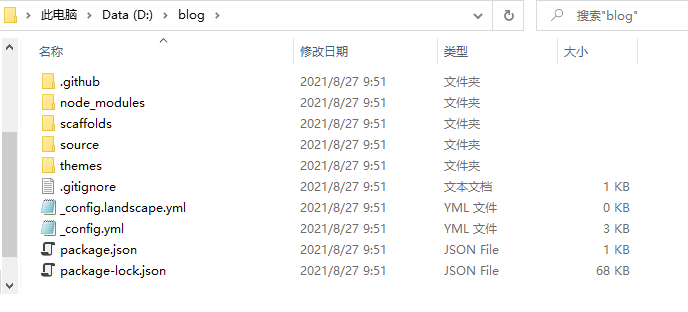 此电脑 > Data (D:) > blog 搜索"blog"
名称 修改日期 类型 大小
.github 2021/8/27 9:51 文件夹
node_modules 2021/8/27 9:51 文件夹
scaffolds 2021/8/27 9:51 文件夹
source 2021/8/27 9:51 文件夹
themes 2021/8/27 9:51 文件夹
.gitignore 2021/8/27 9:51 文本文档 1 KB
_config.landscape.yml 2021/8/27 9:51 YML 文件 0 KB
_config.yml 2021/8/27 9:51 YML 文件 3 KB
package.json 2021/8/27 9:51 JSON File 1 KB
package-lock.json 2021/8/27 9:51 JSON File 68 KB